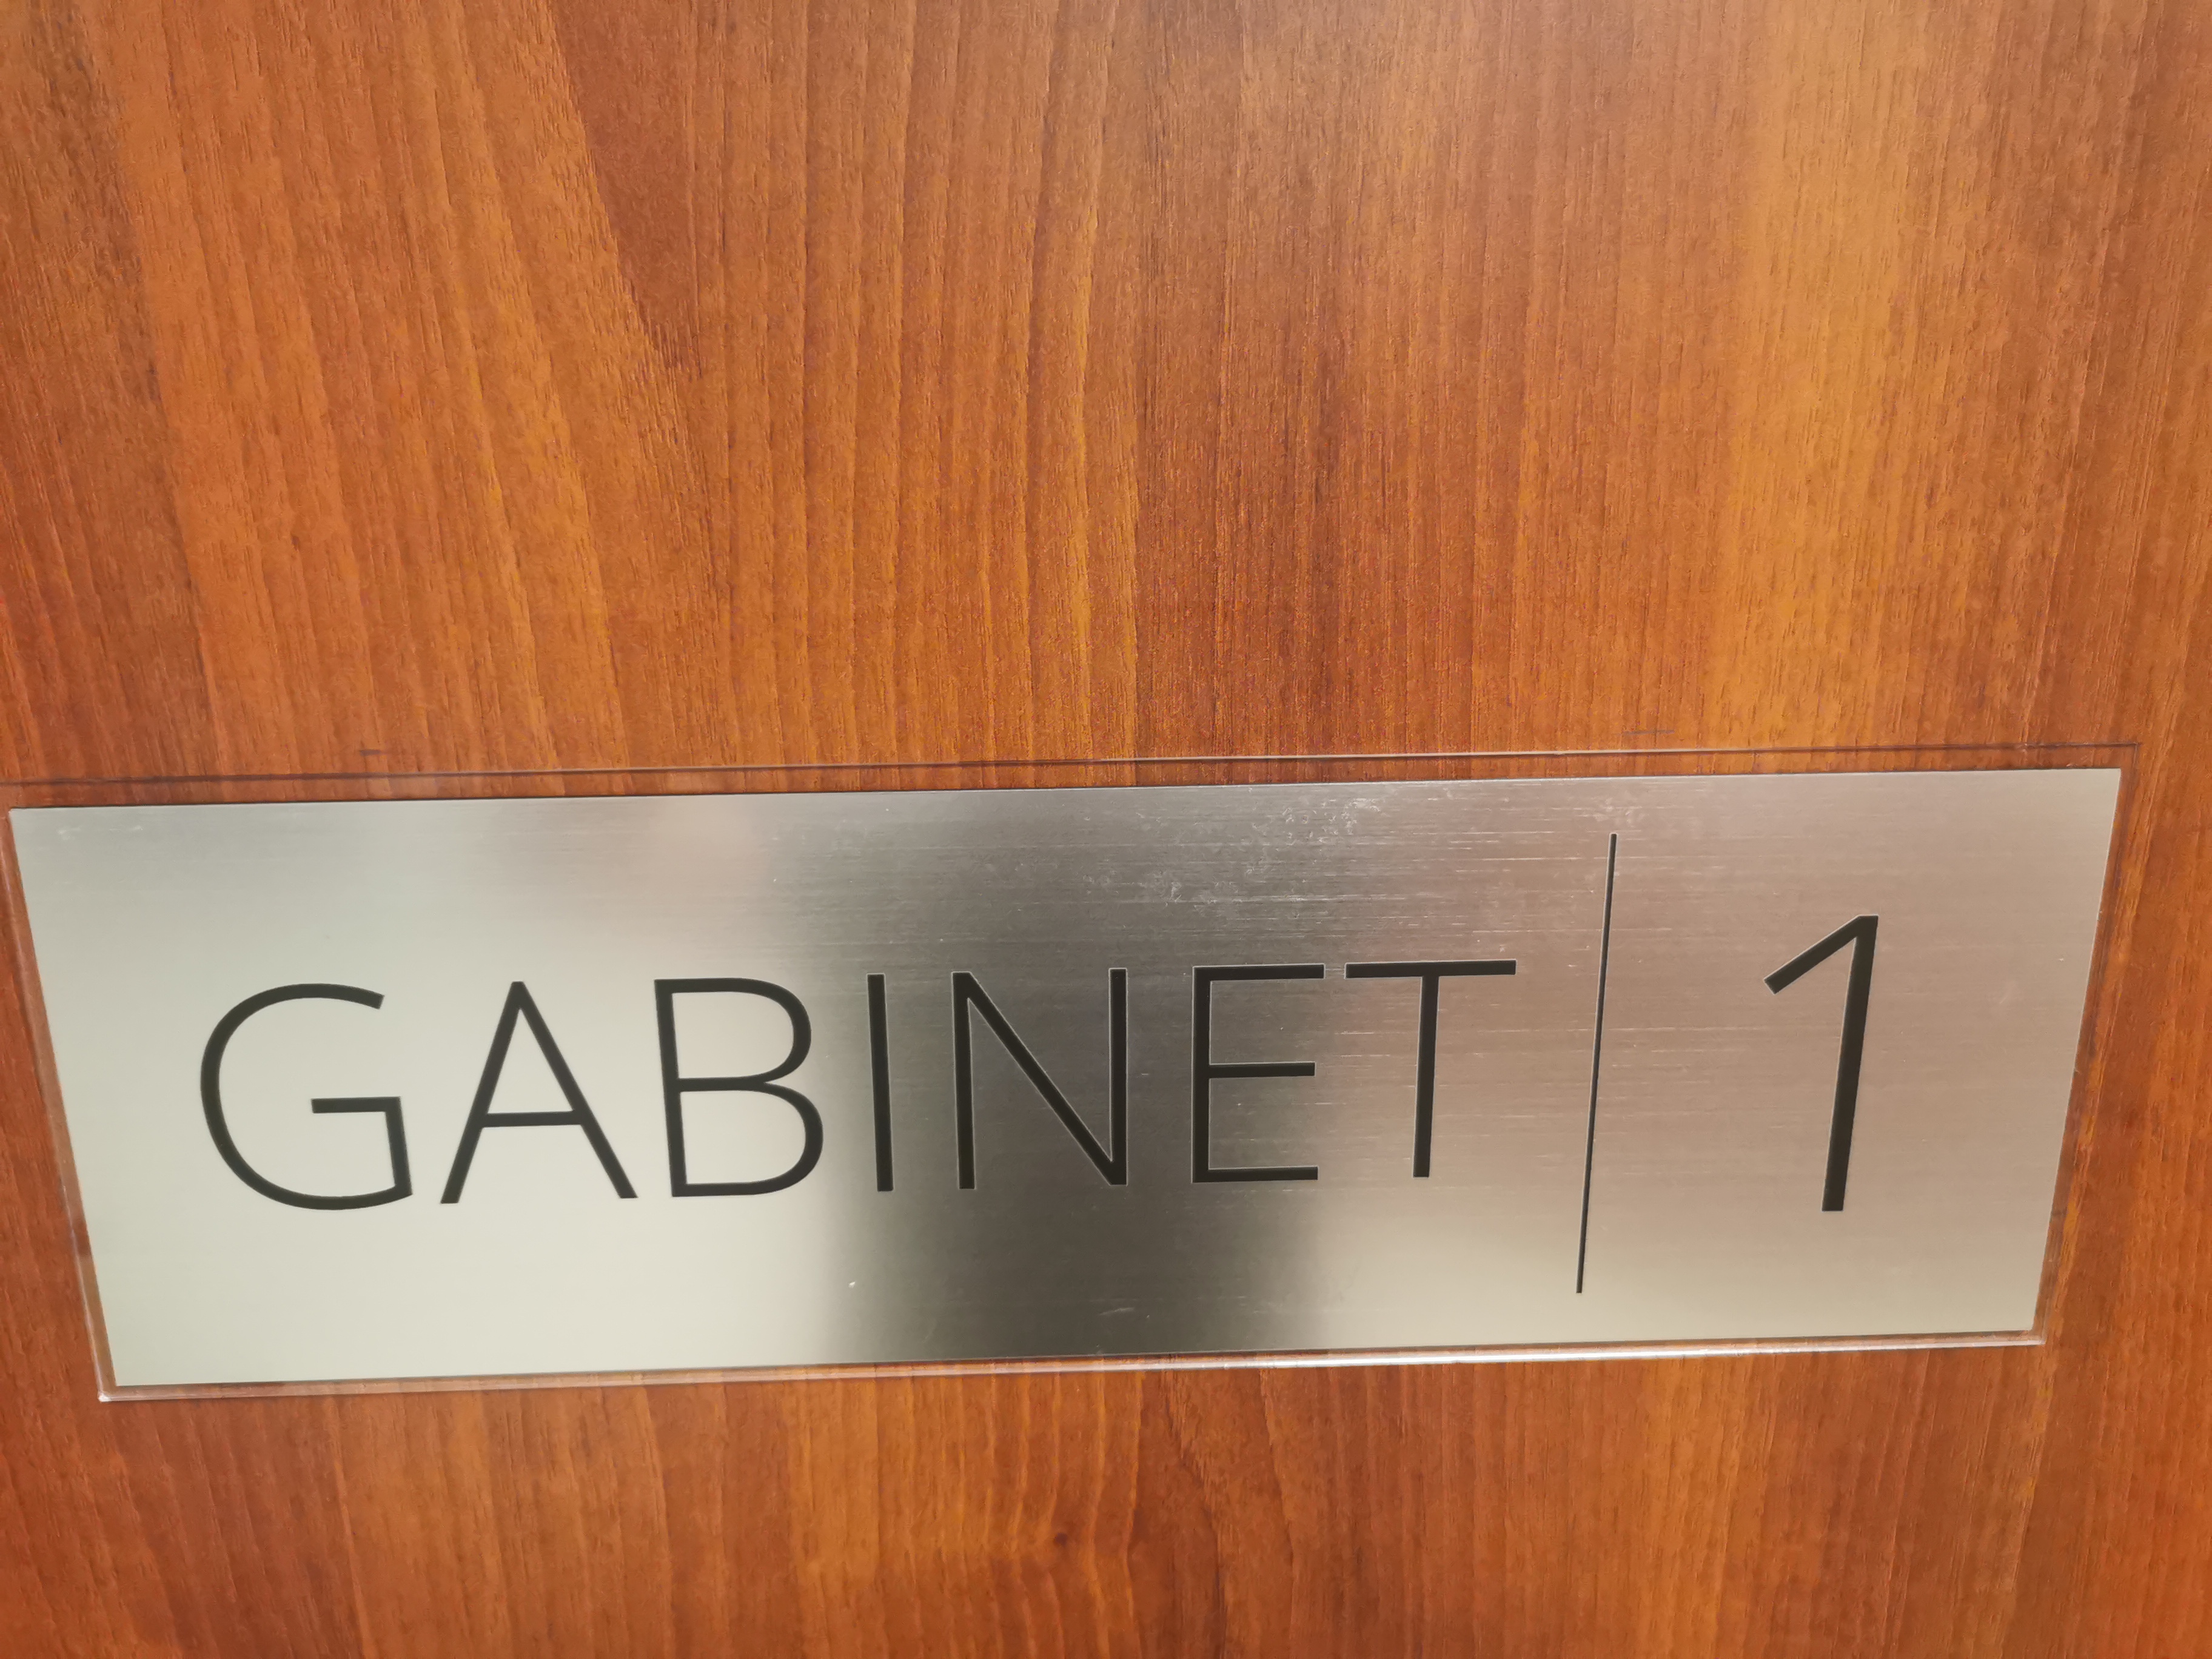 GABINET | 1